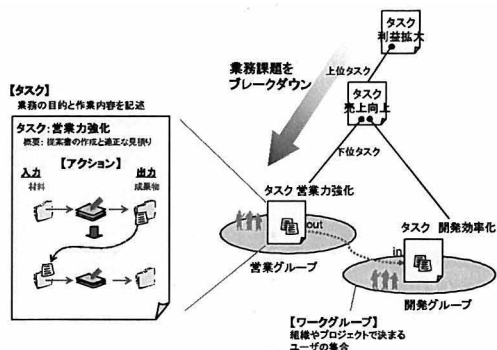 タスク
利益拡大
上位タスク
業務課題を
ブレークダウン
タスク
売上向上
下位タスク
【タスク】
業務の目的と作業内容を記述
タスク:営業力強化
概要:提案書の作成と適正な見積り
【アクション】
入力
材料
出力
成果物
タスク 営業力強化
out
営業グループ
タスク 開発効率化
in
開発グループ
【ワークグループ】
組織やプロジェクトで決まる
ユーザの集合